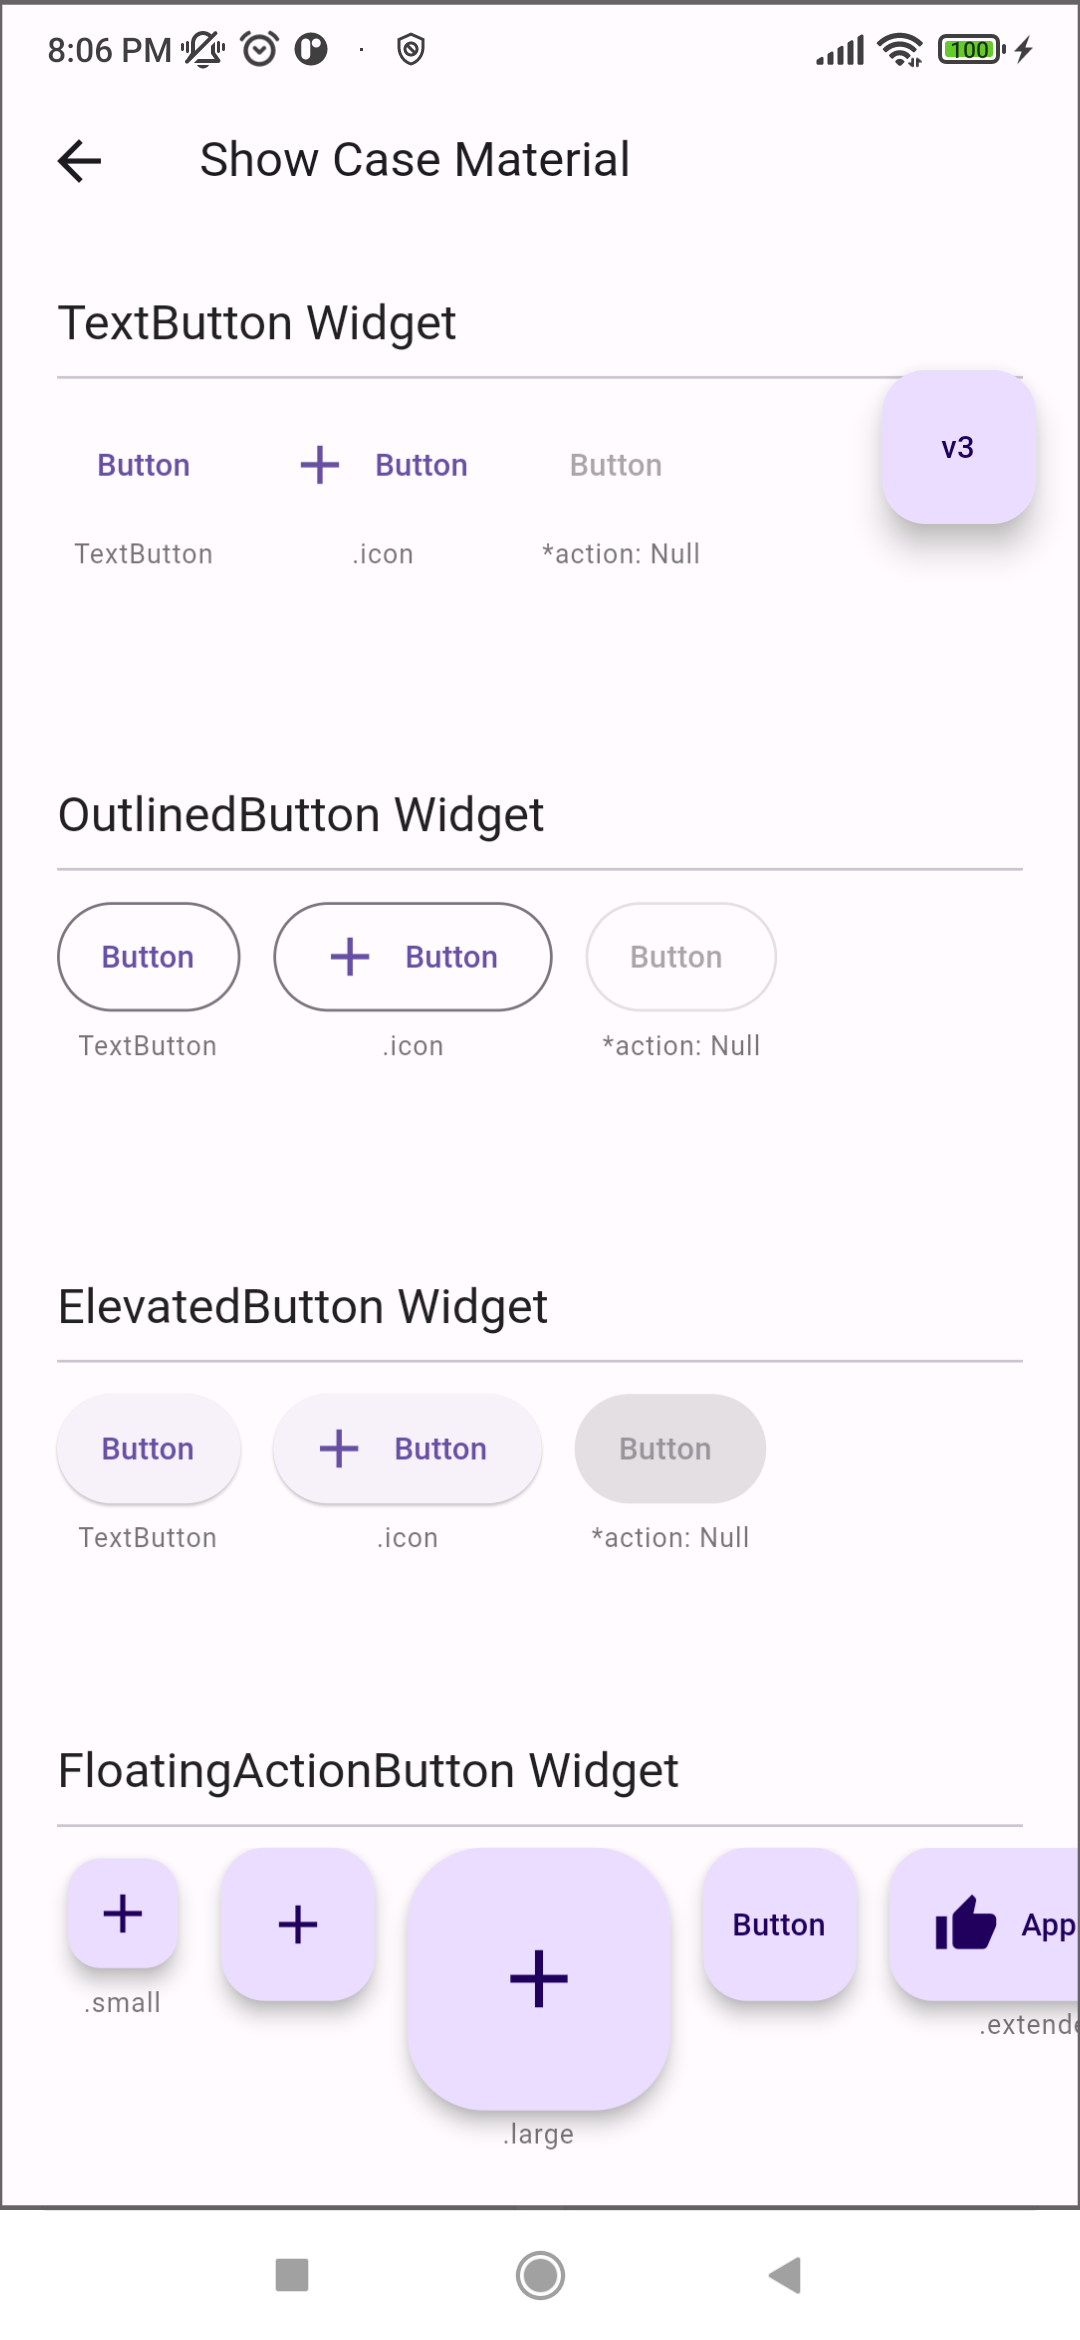 8:06 PM
100
Show Case Material
TextButton Widget
v3
Button
Button
Button
TextButton
.icon
*action: Null
OutlinedButton Widget
Button
Button
Button
TextButton
.icon
*action: Null
ElevatedButton Widget
Button
Button
Button
TextButton
.icon
*action: Null
FloatingActionButton Widget
Button
App
.small
.extende
.large